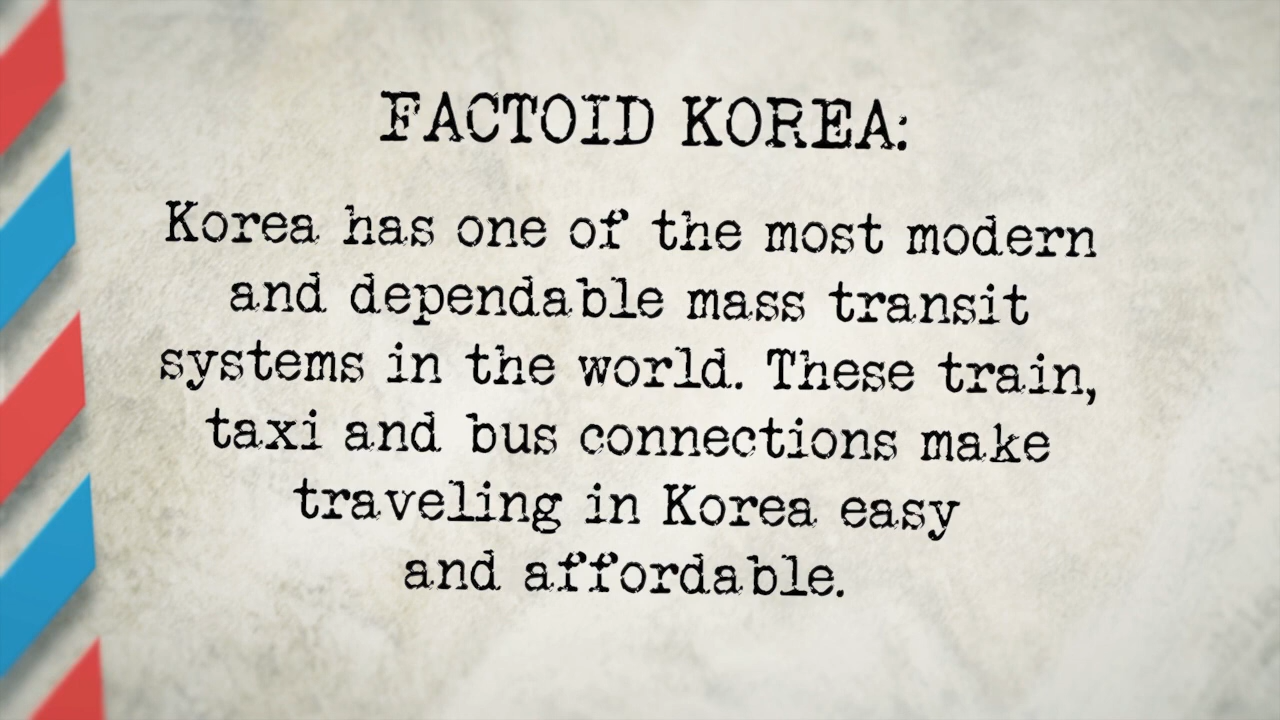 FACTOID KOREA:
Korea has one of the most modern
and dependable mass transit
systems in the world. These train,
taxi and bus connections make
traveling in Korea easy
and affordable.